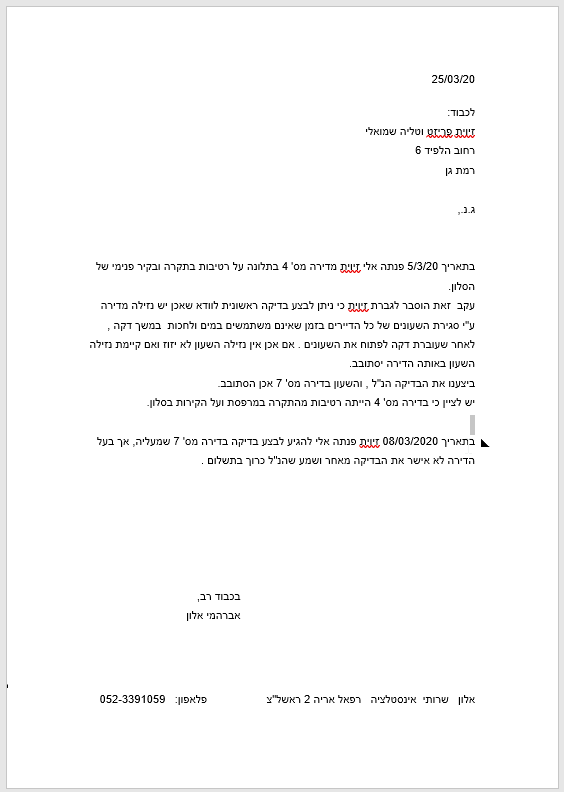 25/03/20
לכבוד:
זיוית פריזט וטליה שמואלי
רחוב הלפיד 6
רמת גן
ג.נ.,
בתאריך 5/3/20 פנתה אלי זיוית מדירה מס' 4 בתלונה על רטיבות בתקרה ובקיר פנימי של
הסלון.
עקב זאת הוסבר לגברת זיוית כי ניתן לבצע בדיקה ראשונית לוודא שאכן יש נזילה מדירה
ע"י סגירת השעונים של כל הדיירים בזמן שאינם משתמשים במים ולחכות במשך דקה ,
לאחר שעוברת דקה לפתוח את השעונים . אם אכן אין נזילה השעון לא יזוז ואם קיימת נזילה
השעון באותה הדירה יסתובב.
ביצענו את הבדיקה הנ"ל , והשעון בדירה מס' 7 אכן הסתובב.
יש לציין כי בדירה מס' 4 הייתה רטיבות מהתקרה במרפסת ועל הקירות בסלון.
בתאריך 08/03/2020 זיוית פנתה אלי להגיע לבצע בדיקה בדירה מס' 7 שמעליה, אך בעל
הדירה לא אישר את הבדיקה מאחר ושמע שהנ"ל כרוך בתשלום .
בכבוד רב,
אברהמי אלון
אלון שרותי אינסטלציה רפאל אריה 2 ראשל"צ פלאפון: 052-3391059